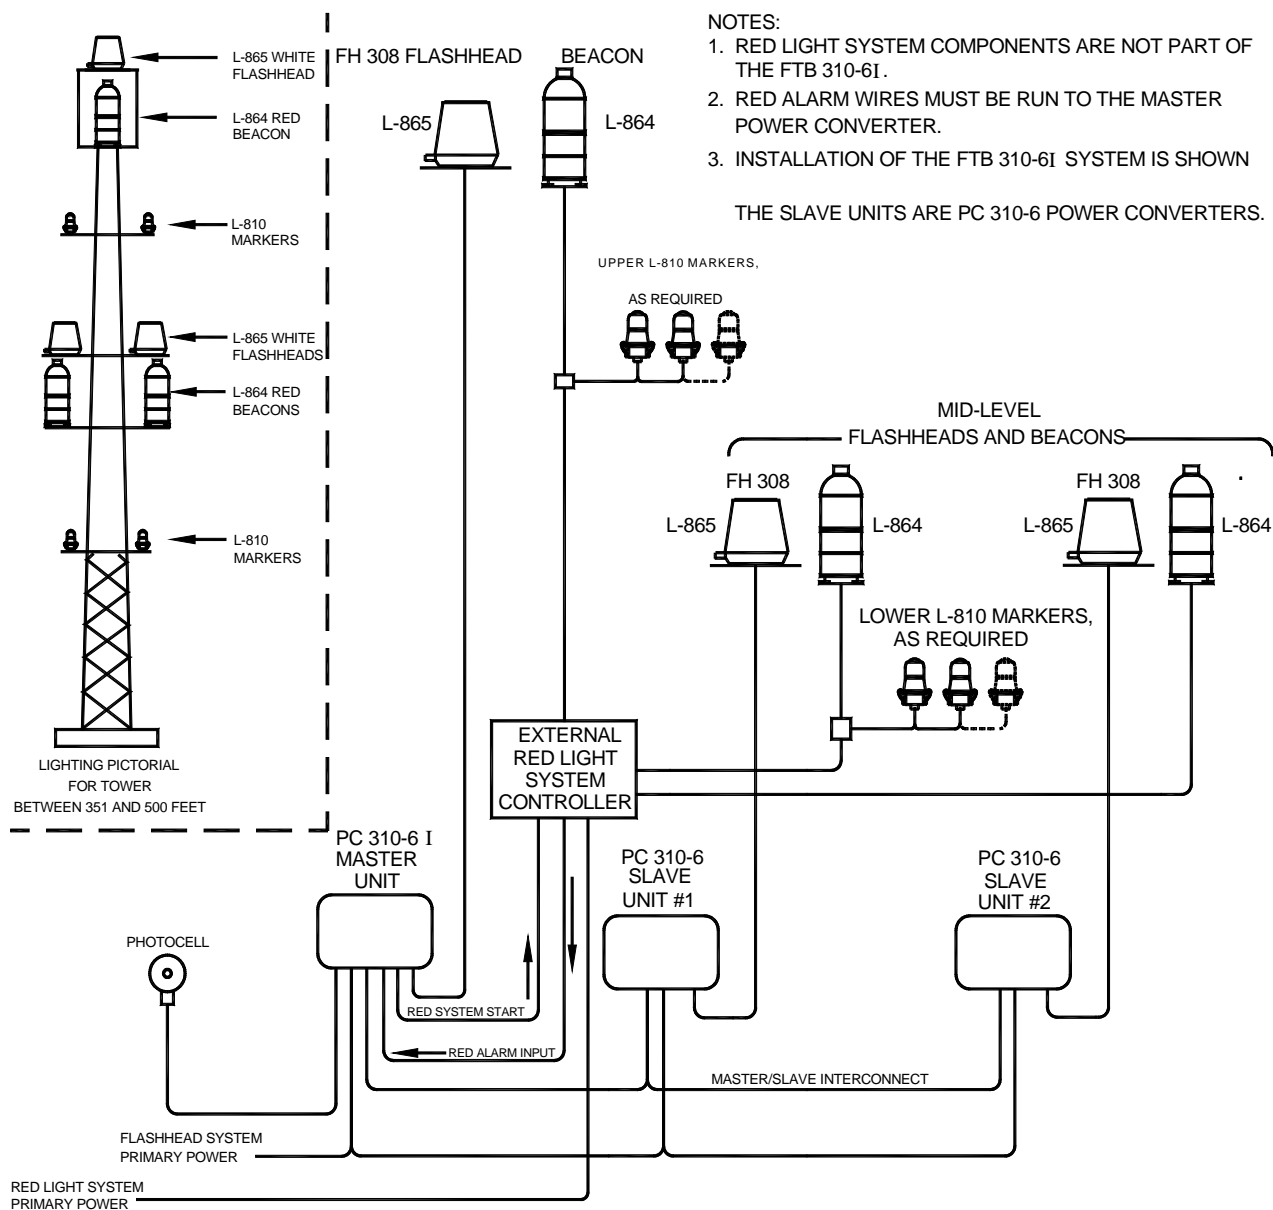 L-865 WHITE
FLASHHEAD
L-864 RED
BEACON
L-810
MARKERS
L-865 WHITE
FLASHHEADS
L-864 RED
BEACONS
L-810
MARKERS
LIGHTING PICTORIAL
FOR TOWER
BETWEEN 351 AND 500 FEET
FH 308 FLASHHEAD
L-865
BEACON
L-864
NOTES:
1. RED LIGHT SYSTEM COMPONENTS ARE NOT PART OF
THE FTB 310-6I.
2. RED ALARM WIRES MUST BE RUN TO THE MASTER
POWER CONVERTER.
3. INSTALLATION OF THE FTB 310-6I SYSTEM IS SHOWN
THE SLAVE UNITS ARE PC 310-6 POWER CONVERTERS.
UPPER L-810 MARKERS,
AS REQUIRED
MID-LEVEL
FLASHHEADS AND BEACONS
FH 308
L-865
L-864
FH 308
L-865
L-864
LOWER L-810 MARKERS,
AS REQUIRED
EXTERNAL
RED LIGHT
SYSTEM
CONTROLLER
PC 310-6 I
MASTER
UNIT
PC 310-6
SLAVE
UNIT #1
PC 310-6
SLAVE
UNIT #2
PHOTOCELL
RED SYSTEM START
RED ALARM INPUT
MASTER/SLAVE INTERCONNECT
FLASHHEAD SYSTEM
PRIMARY POWER
RED LIGHT SYSTEM
PRIMARY POWER